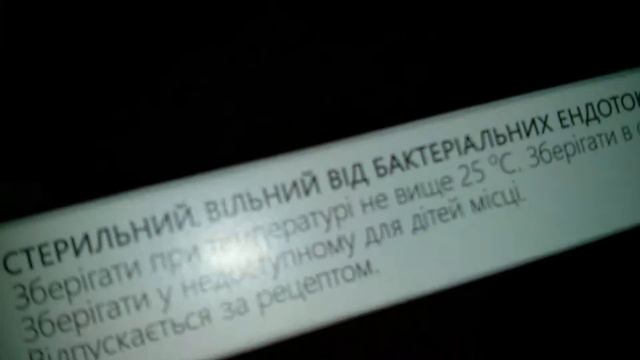 СТЕРИЛЬНИЙ. ВІЛЬНИЙ ВІД БАКТЕРІАЛЬНИХ
Зберігати при температурі не вище 25 °C. Зберігати в
Зберігати у недоступному для дітей місці.
Відпускається за рецептом.